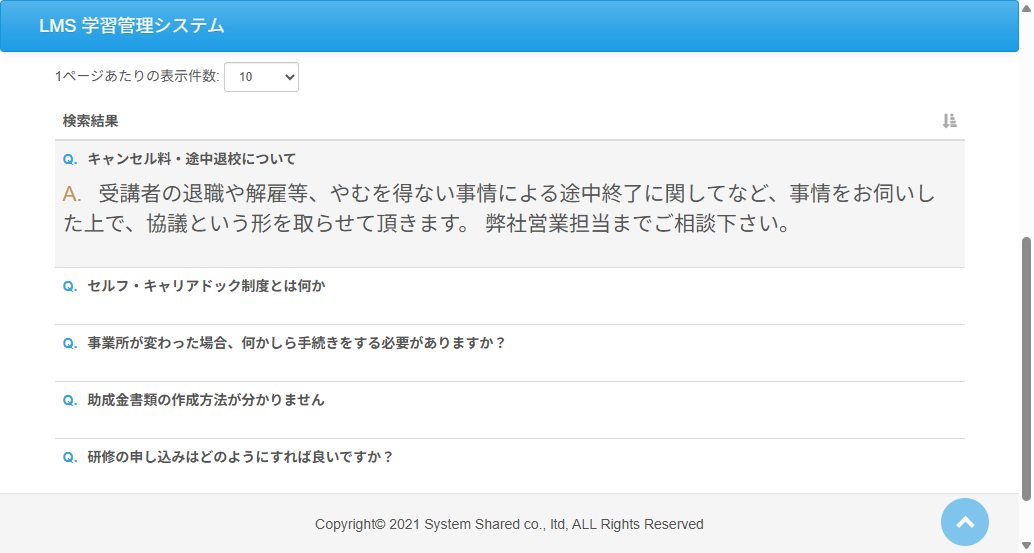 LMS 学習管理システム
1ページあたりの表示件数: 10
検索結果
Q. キャンセル料・途中退校について
A. 受講者の退職や解雇等、やむを得ない事情による途中終了に関してなど、事情をお伺いし
た上で、協議という形を取らせて頂きます。 弊社営業担当までご相談下さい。
Q. セルフ・キャリアドック制度とは何か
Q. 事業所が変わった場合、何かしら手続きをする必要がありますか？
Q. 助成金書類の作成方法が分かりません
Q. 研修の申し込みはどのようにすれば良いですか？
Copyright© 2021 System Shared co., ltd, ALL Rights Reserved